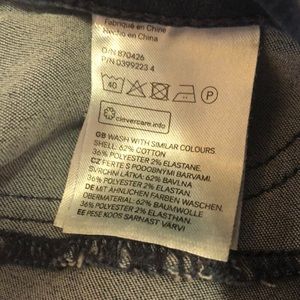 Fabriqué en Chine
Hecho en China
O/N 870426
P/N 0399223 4
40 P
clevercare.info
GB WASH WITH SIMILAR COLOURS.
SHELL: 62% COTTON
36% POLYESTER 2% ELASTANE
CZ PERTE S PODOBNÝMI BARVAMI.
SVRCHNI LÁTKA: 62% BAVLNA
36% POLYESTER 2% ELASTAN
DE MIT ÄHNLICHEN FARBEN WASCHEN.
OBERMATERIAL: 62% BAUMWOLLE
36% POLYESTER 2% ELASTHAN.
EE PESE KOOS SARNAST VÄRVI